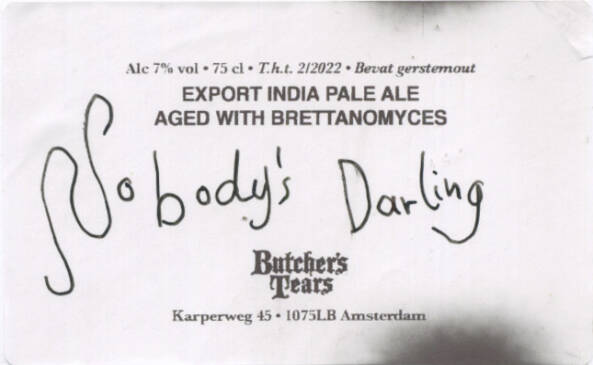 Alc 7% vol • 75 cl • T.h.t. 2/2022 • Bevat gerstemout
EXPORT INDIA PALE ALE
AGED WITH BRETTANOMYCES
Nobody's Darling
Butcher's
Tears
Karperweg 45 • 1075LB Amsterdam